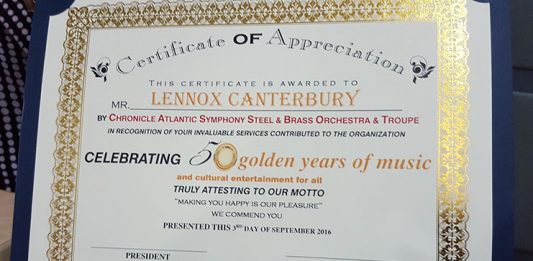 Certificate OF Appreciation
THIS CERTIFICATE IS AWARDED TO
MR. LENNOX CANTERBURY
BY CHRONICLE ATLANTIC SYMPHONY STEEL & BRASS ORCHESTRA & TROUPE
IN RECOGNITION OF YOUR INVALUABLE SERVICES CONTRIBUTED TO THE ORGANIZATION
CELEBRATING 50 golden years of music
and cultural entertainment for all
TRULY ATTESTING TO OUR MOTTO
"MAKING YOU HAPPY IS OUR PLEASURE"
WE COMMEND YOU
PRESENTED THIS 3RD DAY OF SEPTEMBER 2016
PRESIDENT